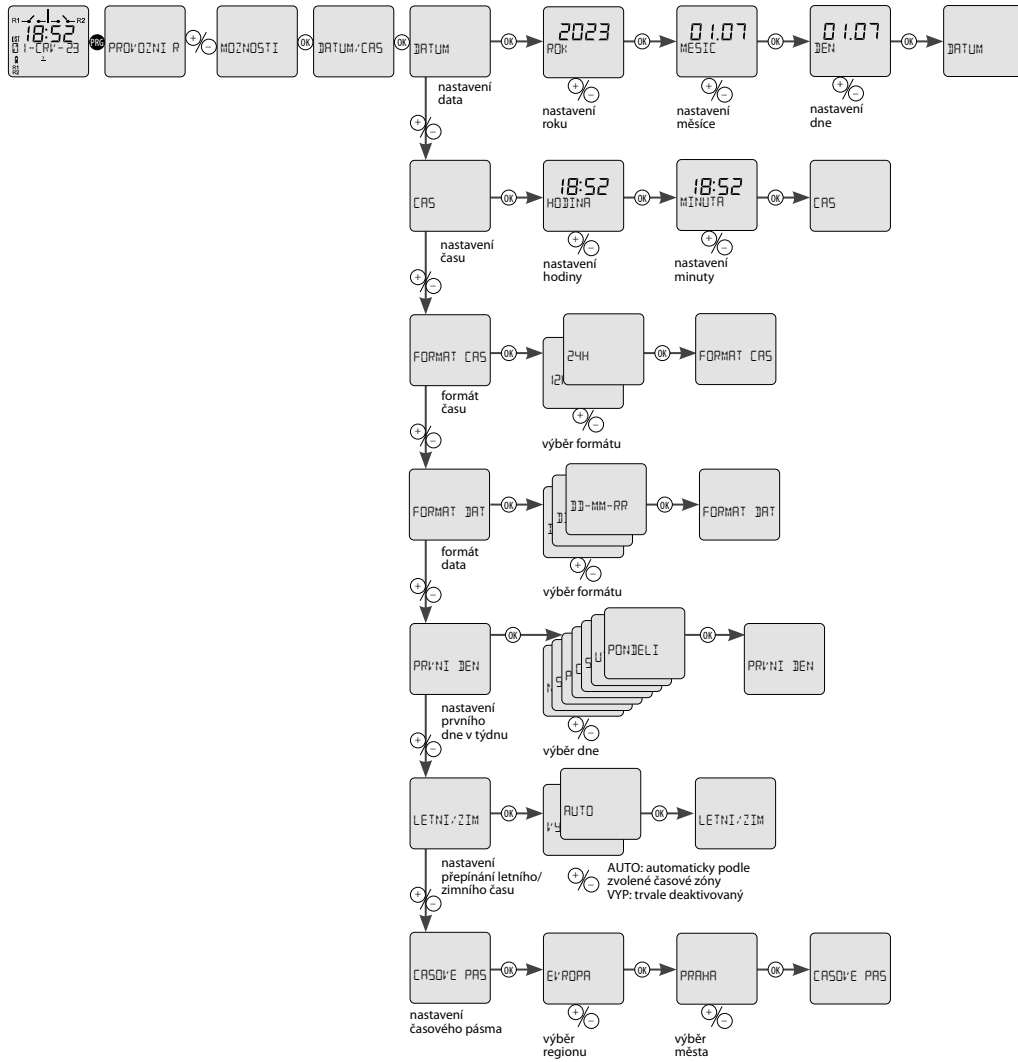 R1 R2
18:52
01-CRV-23
PRG
PROVOZNI R
+ −
MOZNOSTI
OK
DATUM/CAS
OK
DATUM
OK
2023
ROK
OK
01.07
MESIC
OK
01.07
DEN
OK
DATUM
nastavení
data
+ −
nastavení
roku
+ −
nastavení
měsíce
+ −
nastavení
dne
+ −
CAS
OK
18:52
HODINA
OK
18:52
MINUTA
OK
CAS
nastavení
času
+ −
nastavení
hodiny
+ −
nastavení
minuty
+ −
FORMAT CAS
OK
24H
12H
OK
FORMAT CAS
formát
času
+ −
výběr formátu
+ −
FORMAT DAT
OK
DD-MM-RR
OK
FORMAT DAT
formát
data
+ −
výběr formátu
+ −
PRVNI DEN
OK
PONDELI
OK
PRVNI DEN
nastavení
prvního
dne v týdnu
+ −
výběr dne
+ −
LETNI/ZIM
OK
AUTO
VY
OK
LETNI/ZIM
nastavení
přepínání letního/
zimního času
+ −
AUTO: automaticky podle
zvolené časové zóny
VYP: trvale deaktivovaný
+ −
CASOVE PAS
OK
EVROPA
OK
PRAHA
OK
CASOVE PAS
nastavení
časového pásma
+ −
výběr
regionu
+ −
výběr
města